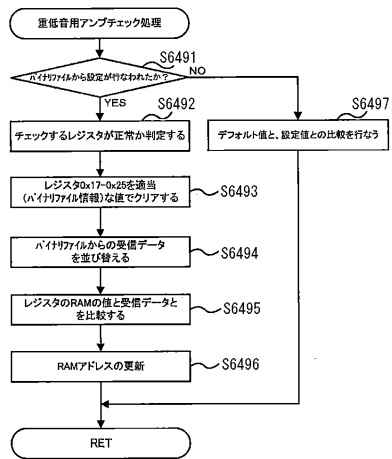 重低音用アンプチェック処理
S6491
バイナリファイルから設定が行なわれたか?
NO
YES
S6492
S6497
チェックするレジスタが正常か判定する
デフォルト値と、設定値との比較を行なう
レジスタ0x17-0x25を適当
(バイナリファイル情報)な値でクリアする
S6493
バイナリファイルからの受信データ
を並び替える
S6494
レジスタのRAMの値と受信データと
を比較する
S6495
RAMアドレスの更新
S6496
RET